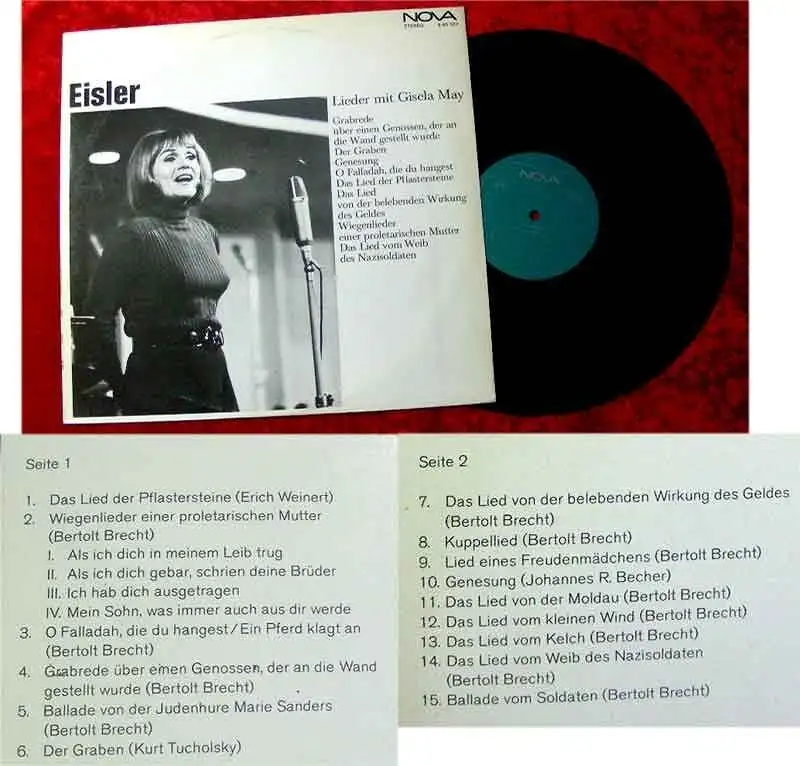 NOVA
STEREO
Eisler
Lieder mit Gisela May
Grabrede
über einen Genossen, der an
die Wand gestellt wurde
Der Graben
Genesung
O Falladah, die du hangest
Das Lied der Pflastersteine
Das Lied
von der belebenden Wirkung
des Geldes
Wiegenlieder
einer proletarischen Mutter
Das Lied vom Weib
des Nazisoldaten
NOVA
Seite 1
1. Das Lied der Pflastersteine (Erich Weinert)
2. Wiegenlieder einer proletarischen Mutter
(Bertolt Brecht)
I. Als ich dich in meinem Leib trug
II. Als ich dich gebar, schrien deine Brüder
III. Ich hab dich ausgetragen
IV. Mein Sohn, was immer auch aus dir werde
3. O Falladah, die du hangest/Ein Pferd klagt an
(Bertolt Brecht)
4. Grabrede über einen Genossen, der an die Wand
gestellt wurde (Bertolt Brecht)
5. Ballade von der Judenhure Marie Sanders
(Bertolt Brecht)
6. Der Graben (Kurt Tucholsky)
Seite 2
7. Das Lied von der belebenden Wirkung des Geldes
(Bertolt Brecht)
8. Kuppellied (Bertolt Brecht)
9. Lied eines Freudenmädchens (Bertolt Brecht)
10. Genesung (Johannes R. Becher)
11. Das Lied von der Moldau (Bertolt Brecht)
12. Das Lied vom kleinen Wind (Bertolt Brecht)
13. Das Lied vom Kelch (Bertolt Brecht)
14. Das Lied vom Weib des Nazisoldaten
(Bertolt Brecht)
15. Ballade vom Soldaten (Bertolt Brecht)